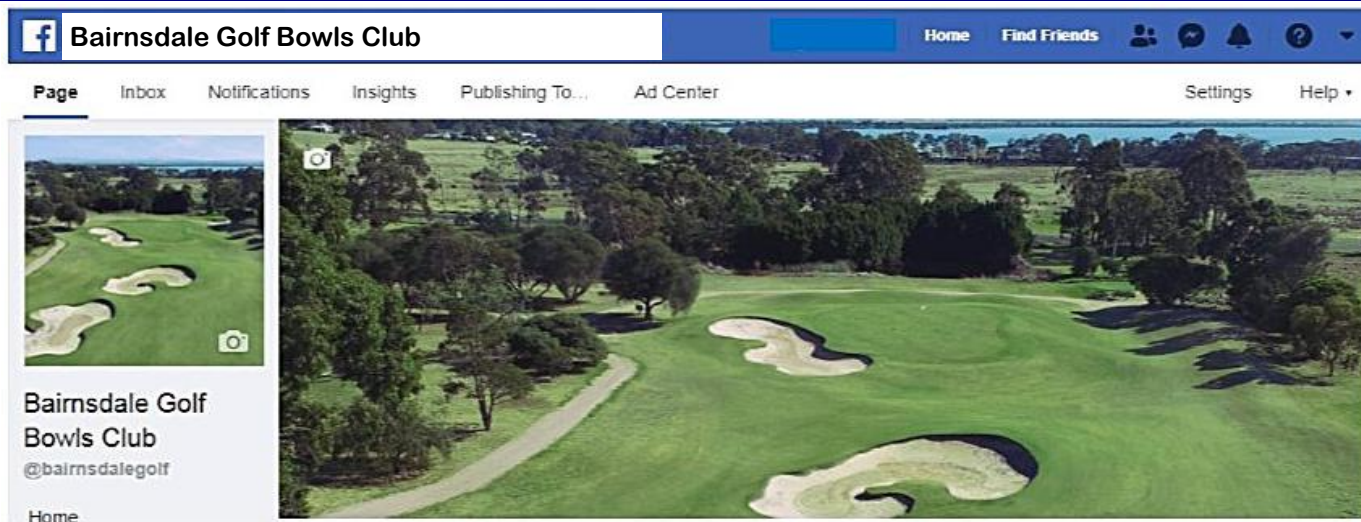 f Bairnsdale Golf Bowls Club Home Find Friends ?
Page Inbox Notifications Insights Publishing To... Ad Center Settings Help
Bairnsdale Golf
Bowls Club
@bairnsdalegolf
Home